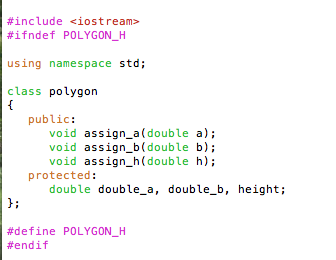 #include <iostream>
#ifndef POLYGON_H
using namespace std;
class polygon
{
public:
void assign_a(double a);
void assign_b(double b);
void assign_h(double h);
protected:
double double_a, double_b, height;
};
#define POLYGON_H
#endif